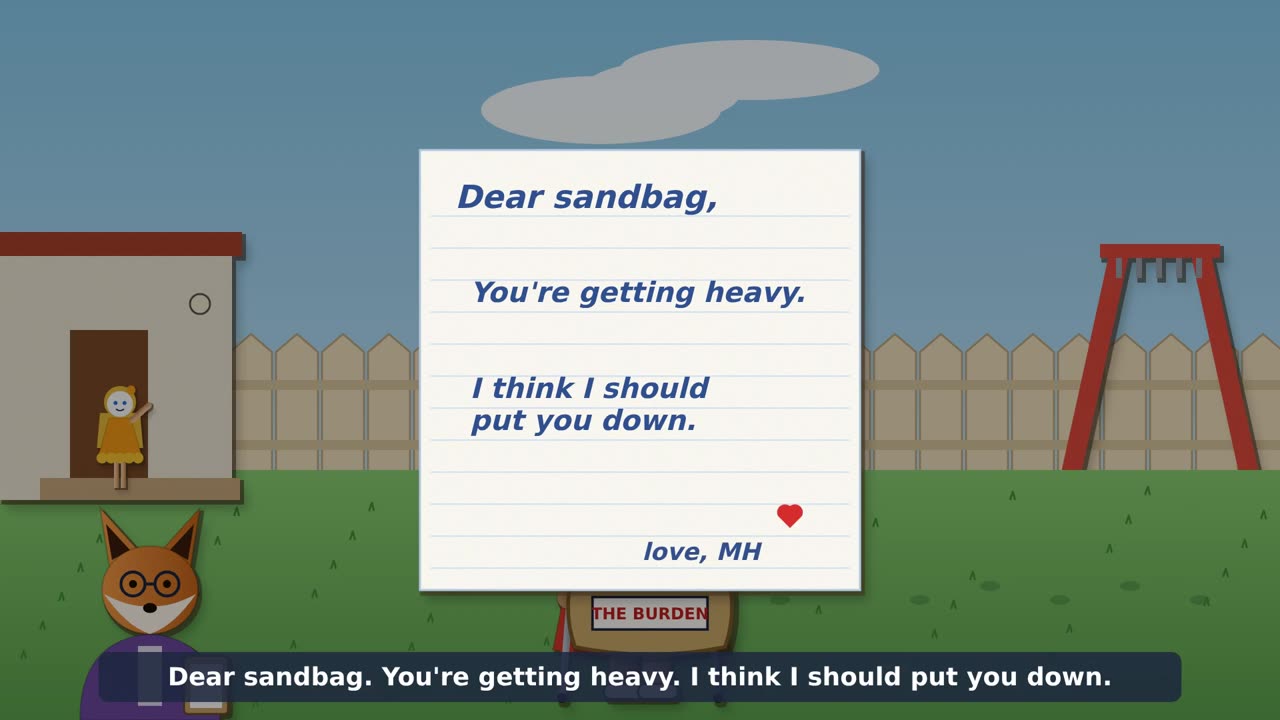 Dear sandbag,
You're getting heavy.
I think I should
put you down.
love, MH
THE BURDEN
Dear sandbag. You're getting heavy. I think I should put you down.